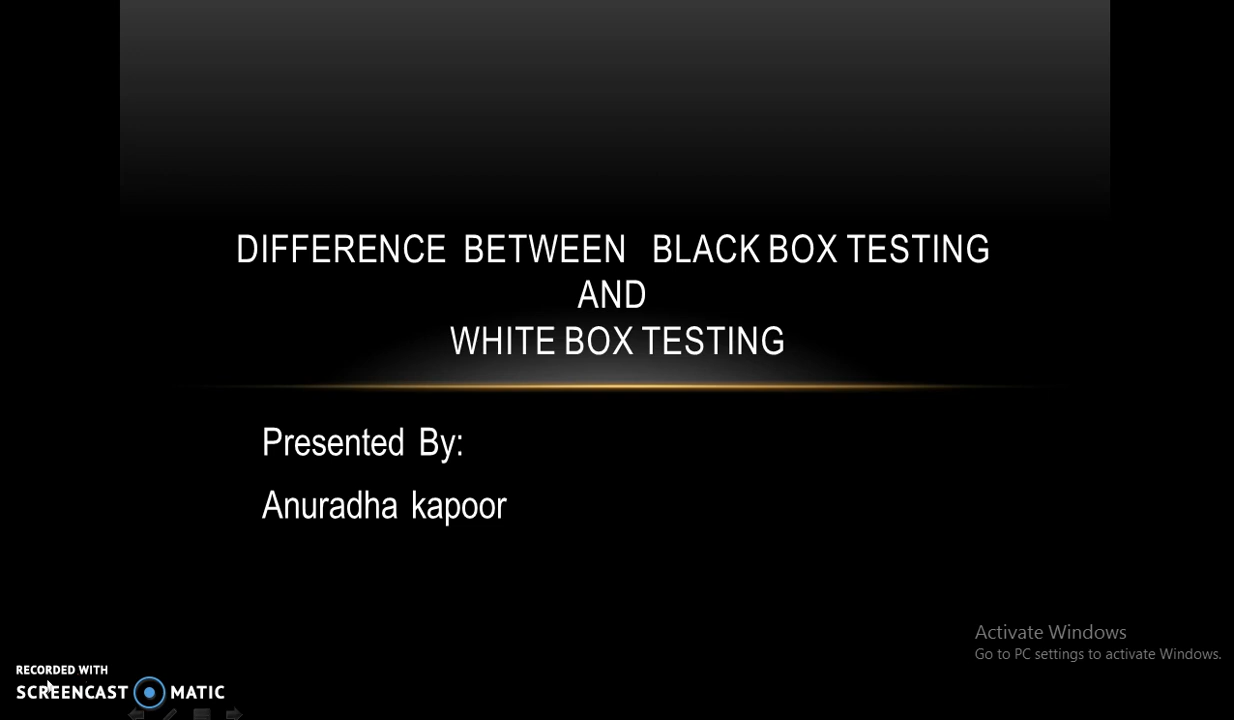 DIFFERENCE BETWEEN BLACK BOX TESTING
AND
WHITE BOX TESTING
Presented By:
Anuradha kapoor
Activate Windows
Go to PC settings to activate Windows.
RECORDED WITH
SCREENCAST MATIC